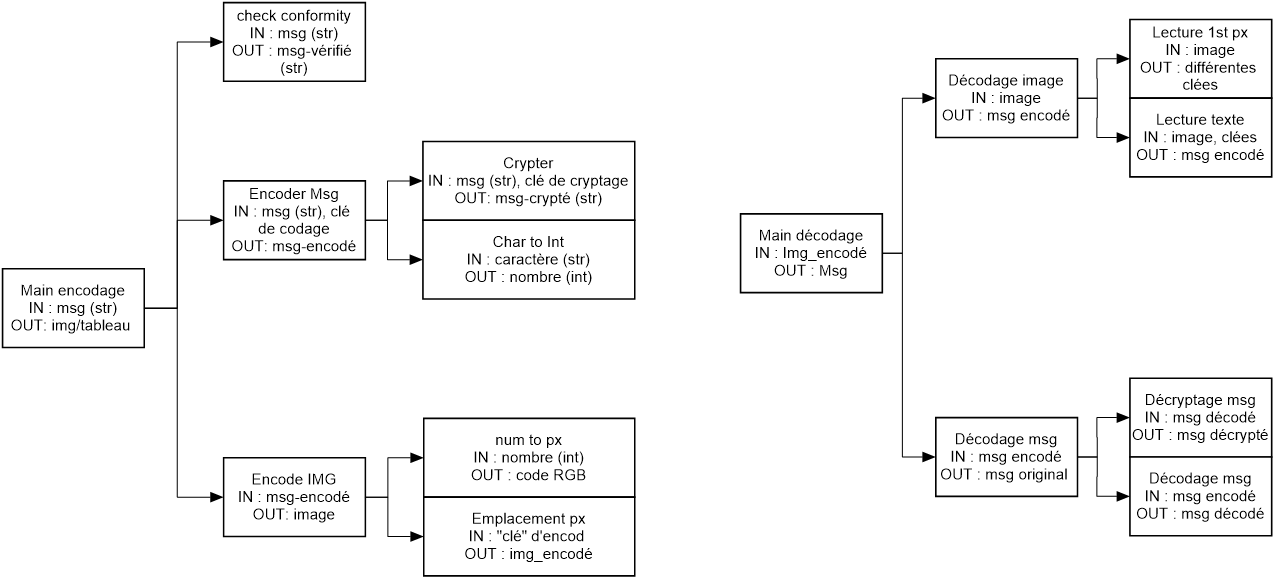 check conformity
IN : msg (str)
OUT : msg-vérifié
(str)
Encoder Msg
IN : msg (str), clé
de codage
OUT: msg-encodé
Crypter
IN : msg (str), clé de cryptage
OUT: msg-crypté (str)
Char to Int
IN : caractère (str)
OUT : nombre (int)
Main encodage
IN : msg (str)
OUT: img/tableau
Encode IMG
IN : msg-encodé
OUT: image
num to px
IN : nombre (int)
OUT : code RGB
Emplacement px
IN : "clé" d'encod
OUT : img_encodé
Main décodage
IN : Img_encodé
OUT : Msg
Décodage image
IN : image
OUT : msg encodé
Lecture 1st px
IN : image
OUT : différentes
clées
Lecture texte
IN : image, clées
OUT : msg encodé
Décodage msg
IN : msg encodé
OUT : msg original
Décryptage msg
IN : msg décodé
OUT : msg décrypté
Décodage msg
IN : msg encodé
OUT : msg décodé